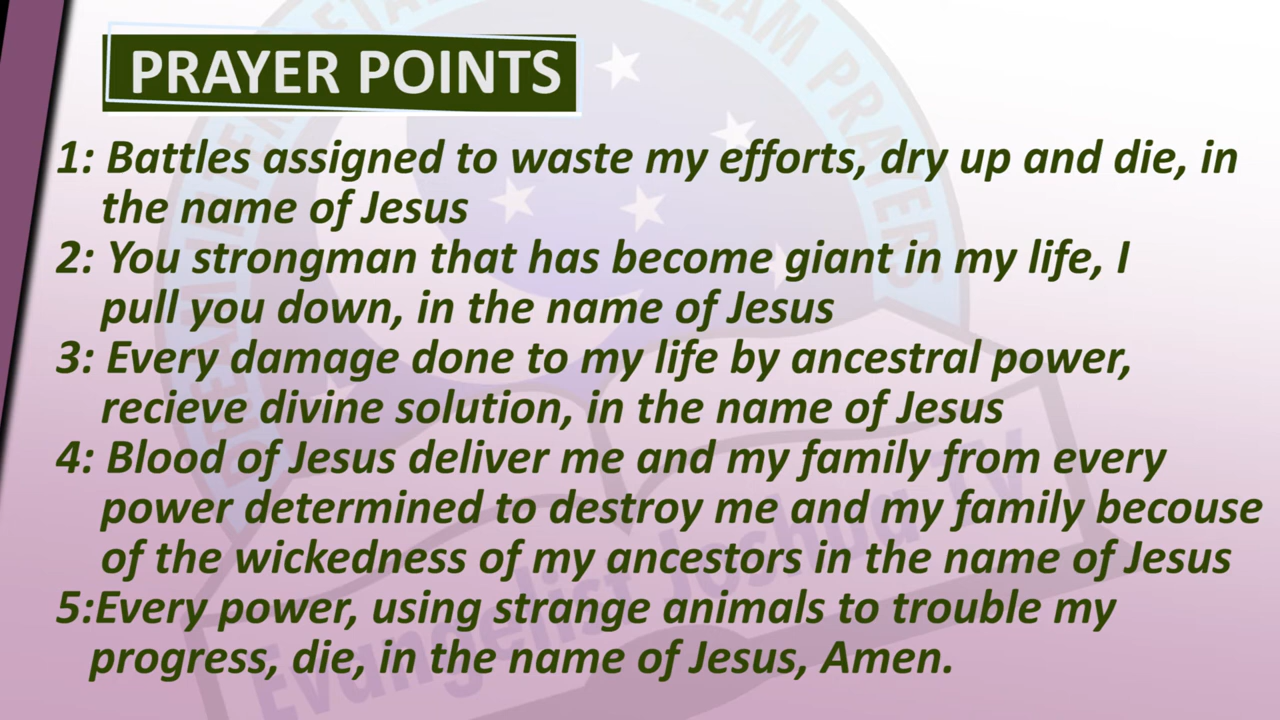 PRAYER POINTS
1: Battles assigned to waste my efforts, dry up and die, in
the name of Jesus
2: You strongman that has become giant in my life, I
pull you down, in the name of Jesus
3: Every damage done to my life by ancestral power,
recieve divine solution, in the name of Jesus
4: Blood of Jesus deliver me and my family from every
power determined to destroy me and my family becouse
of the wickedness of my ancestors in the name of Jesus
5:Every power, using strange animals to trouble my
progress, die, in the name of Jesus, Amen.
Evangelist Joshua Tv